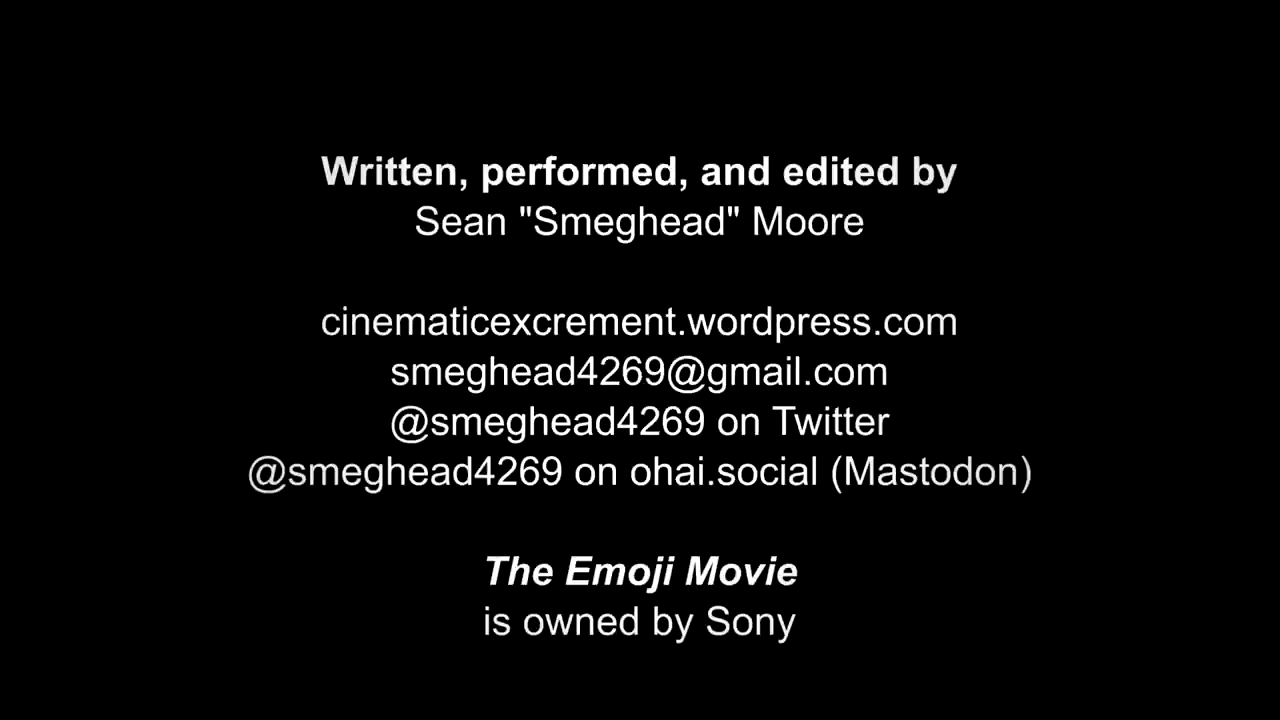 Written, performed, and edited by
Sean "Smeghead" Moore
cinematicexcrement.wordpress.com
smeghead4269@gmail.com
@smeghead4269 on Twitter
@smeghead4269 on ohai.social (Mastodon)
The Emoji Movie
is owned by Sony